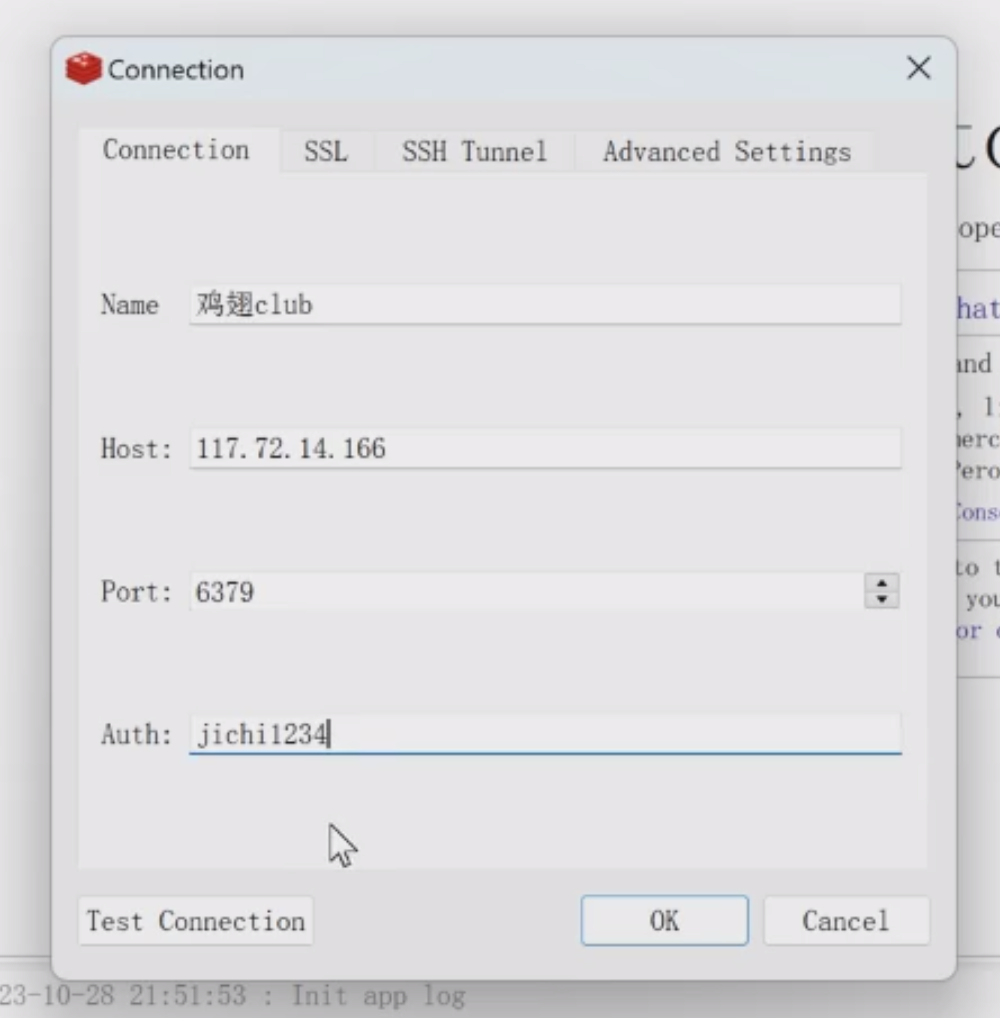 Connection
Connection SSL SSH Tunnel Advanced Settings
Name 鸡翅club
Host: 117.72.14.166
Port: 6379
Auth: jichi1234
Test Connection OK Cancel
23-10-28 21:51:53 : Init app log